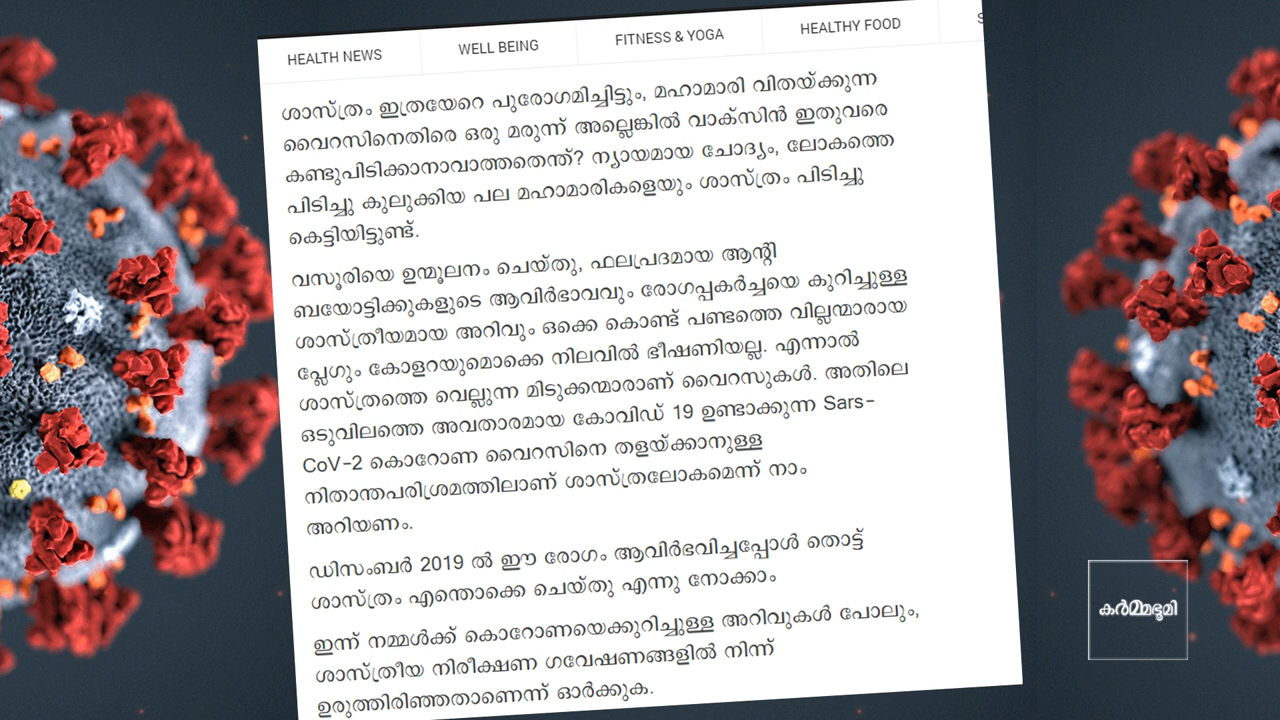 HEALTH NEWS WELL BEING FITNESS & YOGA HEALTHY FOOD S
ശാസ്ത്രം ഇത്രയേറെ പുരോഗമിച്ചിട്ടും, മഹാമാരി വിതയ്ക്കുന്ന
വൈറസിനെതിരെ ഒരു മരുന്ന് അല്ലെങ്കിൽ വാക്സിൻ ഇതുവരെ
കണ്ടുപിടിക്കാനാവാത്തതെന്ത്? ന്യായമായ ചോദ്യം, ലോകത്തെ
പിടിച്ചു കുലുക്കിയ പല മഹാമാരികളെയും ശാസ്ത്രം പിടിച്ചു
കെട്ടിയിട്ടുണ്ട്.
വസൂരിയെ ഉന്മൂലനം ചെയ്തു, ഫലപ്രദമായ ആന്റി
ബയോട്ടിക്കുകളുടെ ആവിർഭാവവും രോഗപ്പകർച്ചയെ കുറിച്ചുള്ള
ശാസ്ത്രീയമായ അറിവും ഒക്കെ കൊണ്ട് പണ്ടത്തെ വില്ലന്മാരായ
പ്ലേഗും കോളറയുമൊക്കെ നിലവിൽ ഭീഷണിയല്ല. എന്നാൽ
ശാസ്ത്രത്തെ വെല്ലുന്ന മിടുക്കന്മാരാണ് വൈറസുകൾ. അതിലെ
ഒടുവിലത്തെ അവതാരമായ കോവിഡ് 19 ഉണ്ടാക്കുന്ന Sars-
CoV-2 കൊറോണ വൈറസിനെ തളയ്ക്കാനുള്ള
നിതാന്തപരിശ്രമത്തിലാണ് ശാസ്ത്രലോകമെന്ന് നാം
അറിയണം.
ഡിസംബർ 2019 ൽ ഈ രോഗം ആവിർഭവിച്ചപ്പോൾ തൊട്ട്
ശാസ്ത്രം എന്തൊക്കെ ചെയ്തു എന്നു നോക്കാം
ഇന്ന് നമ്മൾക്ക് കൊറോണയെക്കുറിച്ചുള്ള അറിവുകൾ പോലും,
ശാസ്ത്രീയ നിരീക്ഷണ ഗവേഷണങ്ങളിൽ നിന്ന്
ഉരുത്തിരിഞ്ഞതാണെന്ന് ഓർക്കുക.
കർമ്മഭൂമി